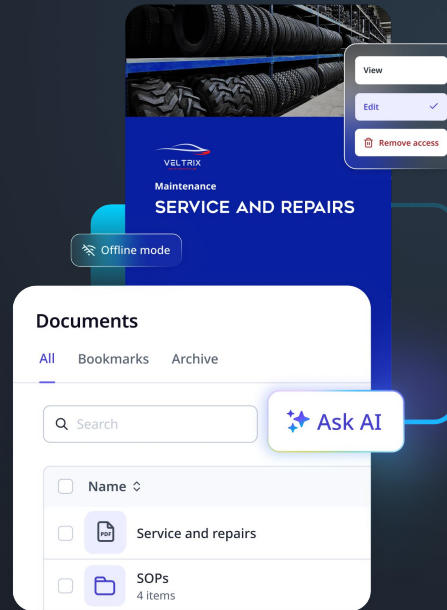 View
Edit
Remove access
VELTRIX
Maintenance
SERVICE AND REPAIRS
Offline mode
Documents
All Bookmarks Archive
Search
Ask AI
Name
PDF
Service and repairs
SOPs
4 items